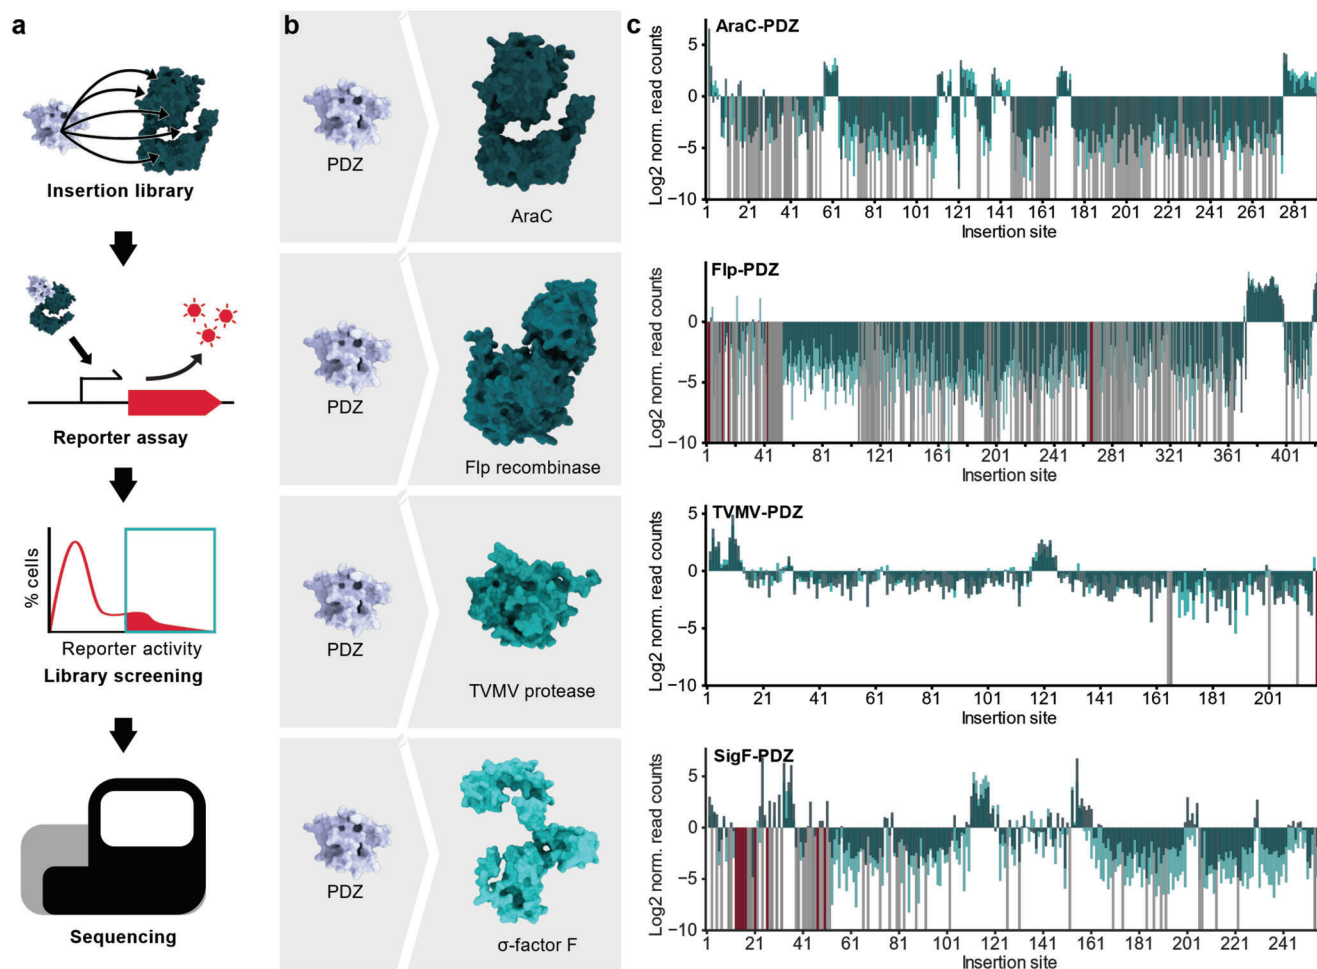 a
Insertion library
Reporter assay
% cells
Reporter activity
Library screening
Sequencing
b
PDZ
AraC
PDZ
Flp recombinase
PDZ
TVMV protease
PDZ
σ-factor F
c
AraC-PDZ
Log2 norm. read counts
5
0
−5
−10
1 21 41 61 81 101 121 141 161 181 201 221 241 261 281
Insertion site
Flp-PDZ
Log2 norm. read counts
5
0
−5
−10
1 41 81 121 161 201 241 281 321 361 401
Insertion site
TVMV-PDZ
Log2 norm. read counts
5
0
−5
−10
1 21 41 61 81 101 121 141 161 181 201
Insertion site
SigF-PDZ
Log2 norm. read counts
5
0
−5
−10
1 21 41 61 81 101 121 141 161 181 201 221 241
Insertion site